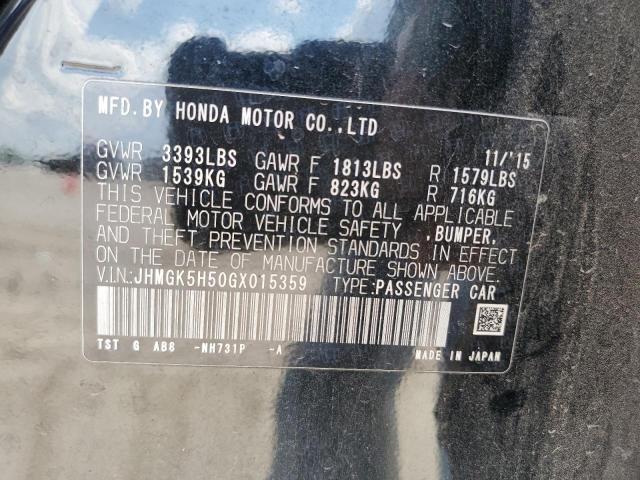 MFD. BY HONDA MOTOR CO.,LTD
11/'15
GVWR 3393LBS GAWR F 1813LBS R 1579LBS
GVWR 1539KG GAWR F 823KG R 716KG
THIS VEHICLE CONFORMS TO ALL APPLICABLE
FEDERAL MOTOR VEHICLE SAFETY ,BUMPER,
AND THEFT PREVENTION STANDARDS IN EFFECT
ON THE DATE OF MANUFACTURE SHOWN ABOVE.
V.IN:JHMGK5H50GX015359 TYPE:PASSENGER CAR
TST G AB8 -NH731P -A MADE IN JAPAN